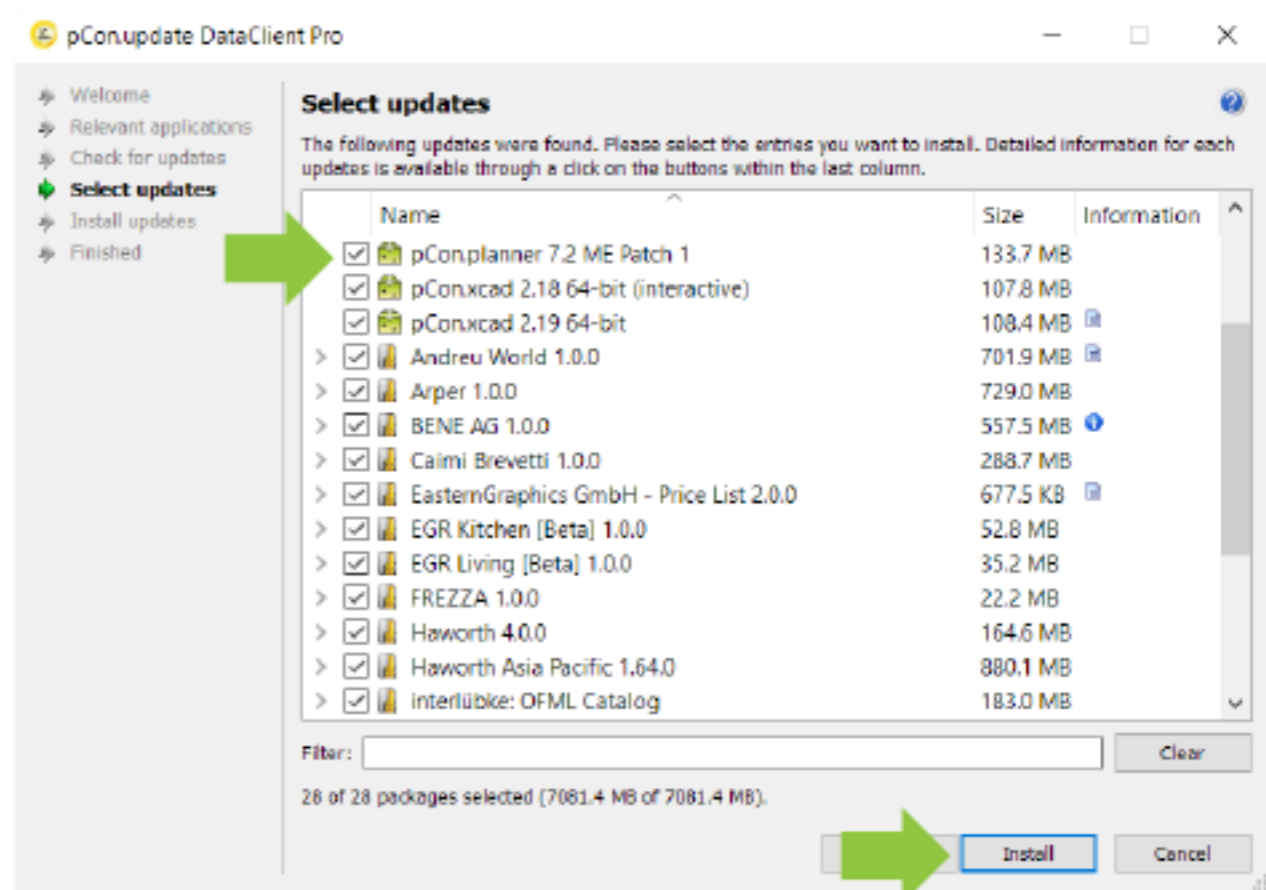 pCon.update DataClient Pro
Welcome
Relevant applications
Check for updates
Select updates
Install updates
Finished
Select updates
The following updates were found. Please select the entries you want to install. Detailed information for each
updates is available through a click on the buttons within the last column.
Name Size Information
pCon.planner 7.2 ME Patch 1 133.7 MB
pCon.xcad 2.18 64-bit (interactive) 107.8 MB
pCon.xcad 2.19 64-bit 108.4 MB
Andreu World 1.0.0 701.9 MB
Arper 1.0.0 729.0 MB
BENE AG 1.0.0 557.5 MB
Caimi Brevetti 1.0.0 288.7 MB
EasternGraphics GmbH - Price List 2.0.0 677.5 KB
EGR Kitchen [Beta] 1.0.0 52.8 MB
EGR Living [Beta] 1.0.0 35.2 MB
FREZZA 1.0.0 22.2 MB
Haworth 4.0.0 164.6 MB
Haworth Asia Pacific 1.64.0 880.1 MB
interlübke: OFML Catalog 183.0 MB
Filter: Clear
28 of 28 packages selected (7081.4 MB of 7081.4 MB).
Install Cancel